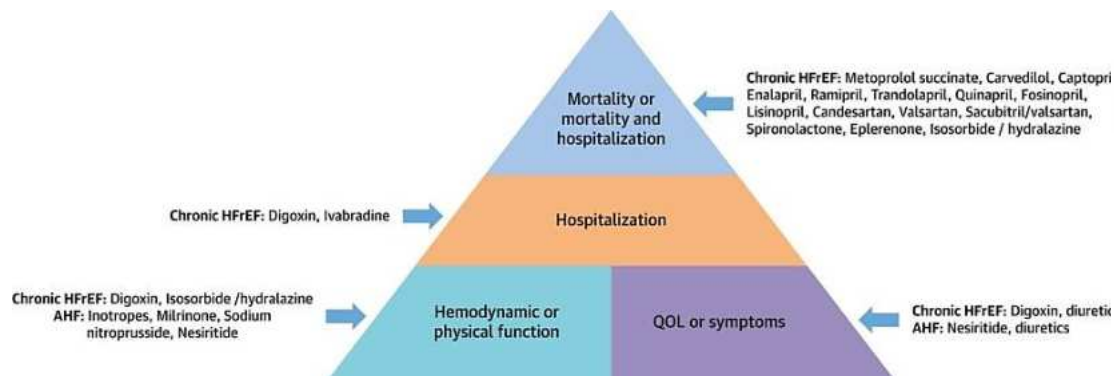 Mortality or
mortality and
hospitalization
Chronic HFrEF: Metoprolol succinate, Carvedilol, Captopri
Enalapril, Ramipril, Trandolapril, Quinapril, Fosinopril,
Lisinopril, Candesartan, Valsartan, Sacubitril/valsartan,
Spironolactone, Eplerenone, Isosorbide / hydralazine
Chronic HFrEF: Digoxin, Ivabradine
Hospitalization
Chronic HFrEF: Digoxin, Isosorbide /hydralazine
AHF: Inotropes, Milrinone, Sodium
nitroprusside, Nesiritide
Hemodynamic or
physical function
QOL or symptoms
Chronic HFrEF: Digoxin, diuretic
AHF: Nesiritide, diuretics